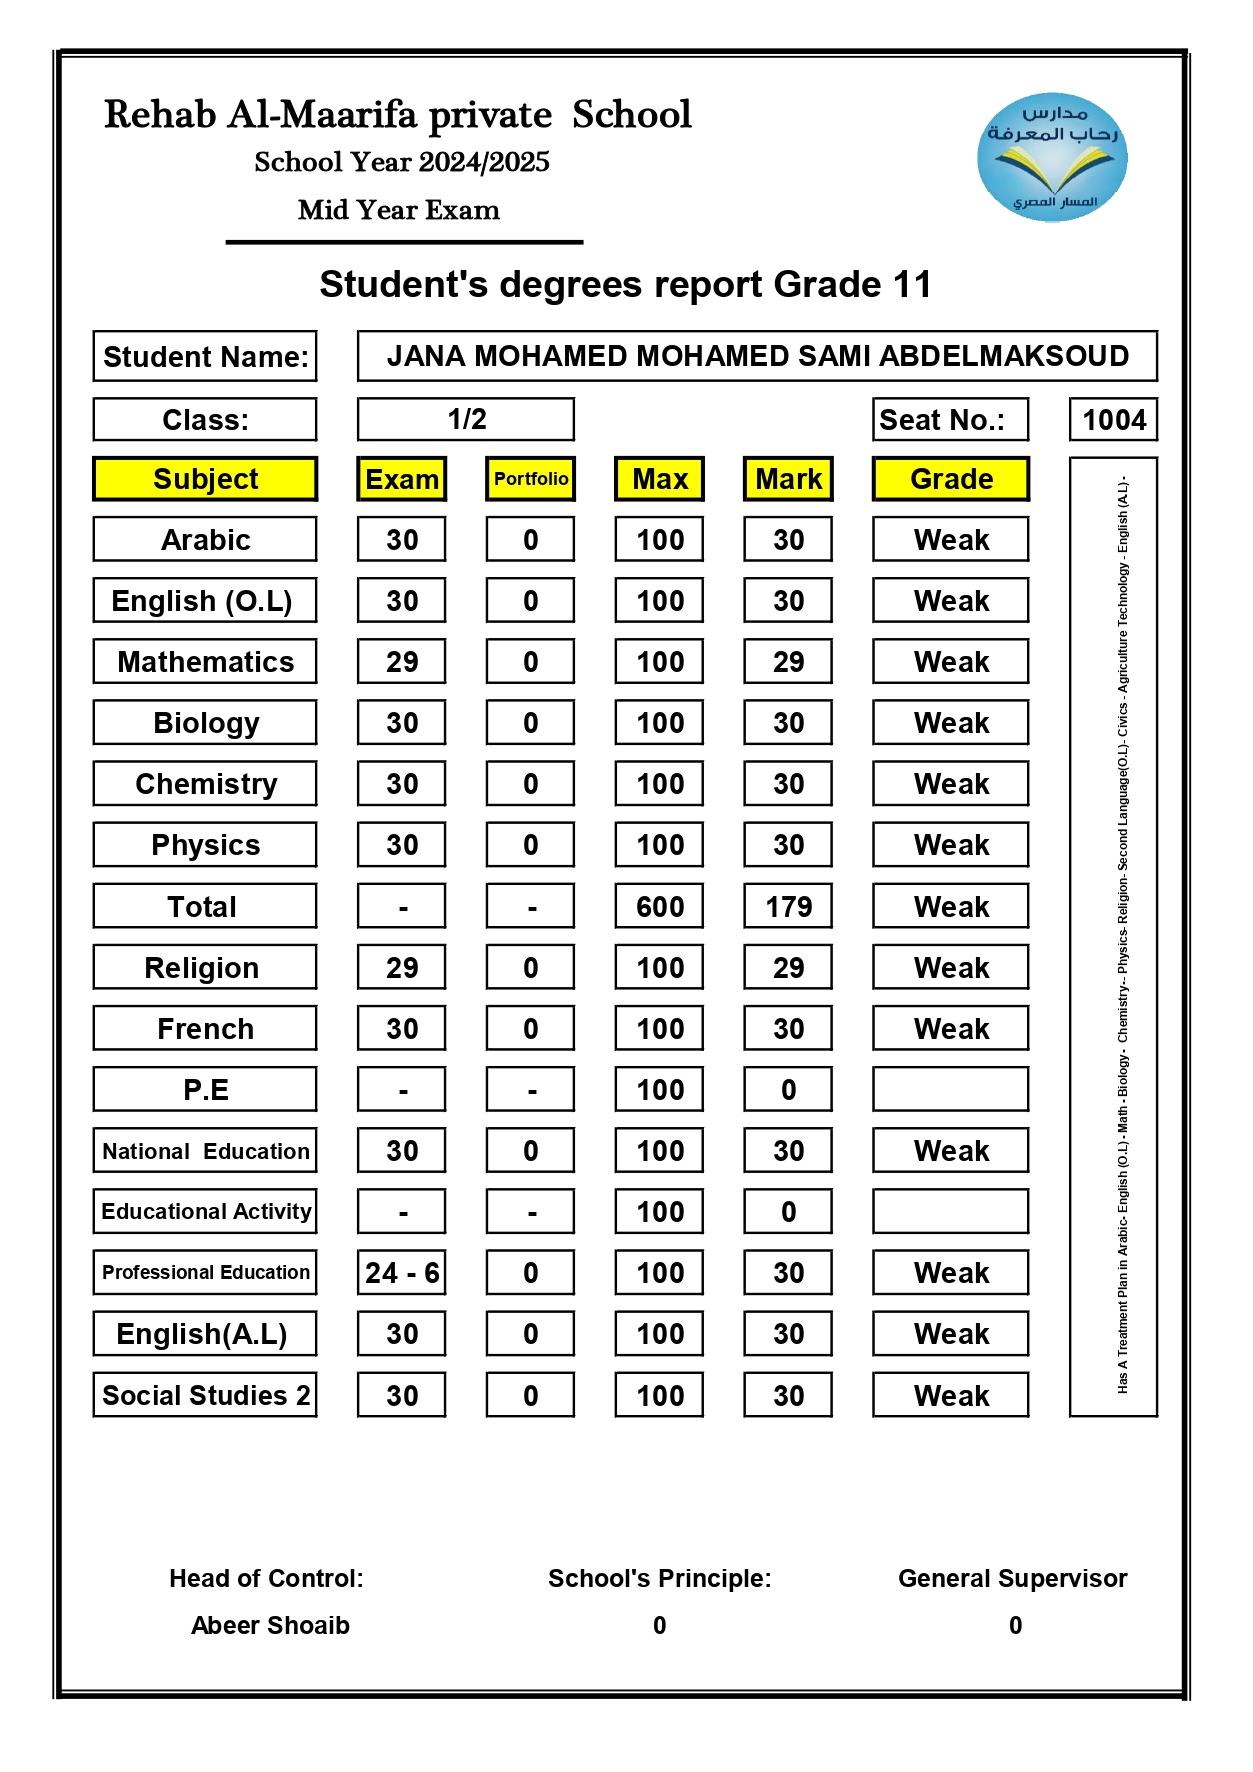 مدارس
رحاب المعرفة
المسار المصري
Rehab Al-Maarifa private School
School Year 2024/2025
Mid Year Exam
Student's degrees report Grade 11
Student Name: JANA MOHAMED MOHAMED SAMI ABDELMAKSOUD
Class: 1/2 Seat No.: 1004
Subject Exam Portfolio Max Mark Grade
Arabic 30 0 100 30 Weak
English (O.L) 30 0 100 30 Weak
Mathematics 29 0 100 29 Weak
Biology 30 0 100 30 Weak
Chemistry 30 0 100 30 Weak
Physics 30 0 100 30 Weak
Total - - 600 179 Weak
Religion 29 0 100 29 Weak
French 30 0 100 30 Weak
P.E - - 100 0
National Education 30 0 100 30 Weak
Educational Activity - - 100 0
Professional Education 24 - 6 0 100 30 Weak
English(A.L) 30 0 100 30 Weak
Social Studies 2 30 0 100 30 Weak
Has A Treatment Plan in Arabic- English (O.L) - Math - Biology - Chemistry-- Physics- Religion- Second Language(O.L)- Civics - Agriculture Technology - English (A.L) -
Head of Control: School's Principle: General Supervisor
Abeer Shoaib 0 0